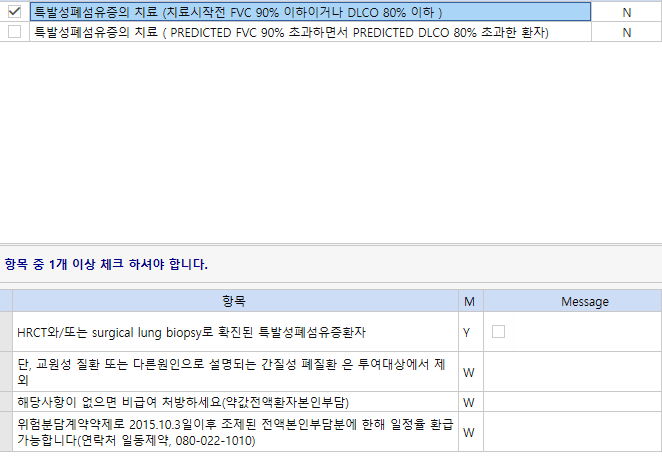 특발성폐섬유증의 치료 (치료시작전 FVC 90% 이하이거나 DLCO 80% 이하 ) N
특발성폐섬유증의 치료 ( PREDICTED FVC 90% 초과하면서 PREDICTED DLCO 80% 초과한 환자) N
항목 중 1개 이상 체크 하셔야 합니다.
항목 M Message
HRCT와/또는 surgical lung biopsy로 확진된 특발성폐섬유증환자 Y
단, 교원성 질환 또는 다른원인으로 설명되는 간질성 폐질환 은 투여대상에서 제
외 W
해당사항이 없으면 비급여 처방하세요(약값전액환자본인부담) W
위험분담계약약제로 2015.10.3일이후 조제된 전액본인부담분에 한해 일정율 환급
가능합니다(연락처 일동제약, 080-022-1010) W